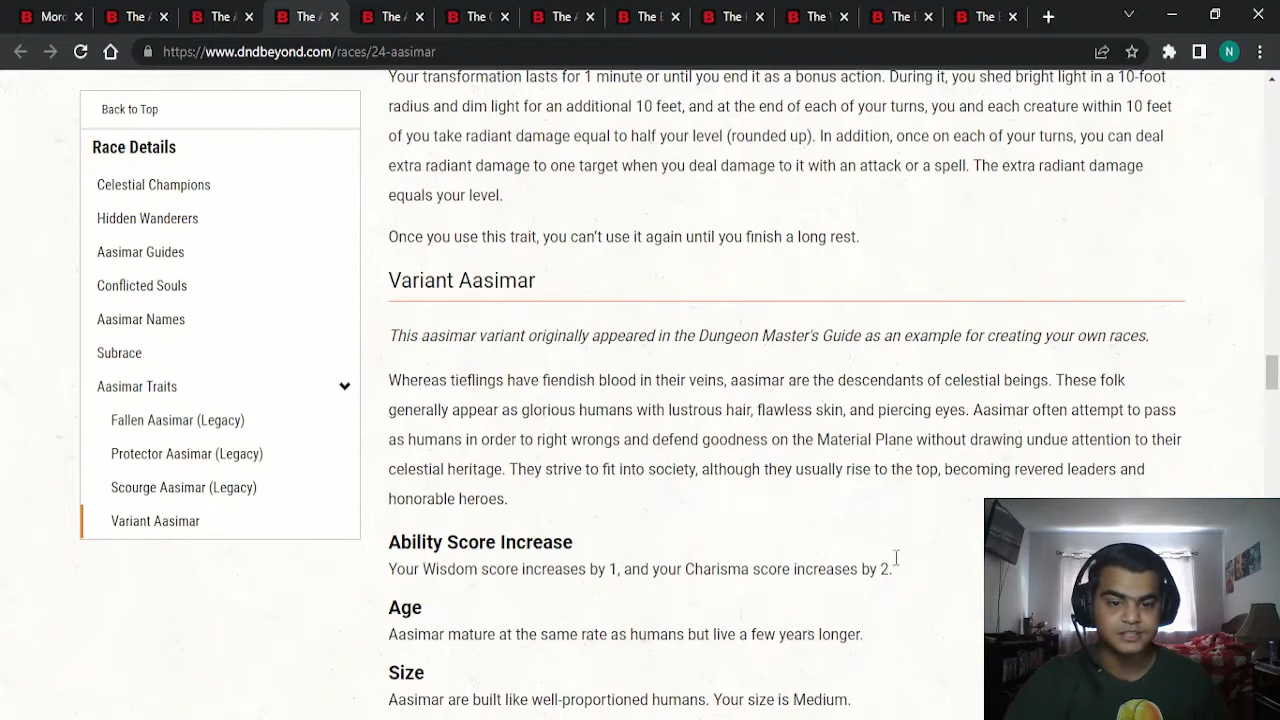 Morc
The A
The A
The A
The A
The C
The A
The E
The
The V
The
The E
https://www.dndbeyond.com/races/24-aasimar
N
Your transformation lasts for 1 minute or until you end it as a bonus action. During it, you shed bright light in a 10-foot
radius and dim light for an additional 10 feet, and at the end of each of your turns, you and each creature within 10 feet
of you take radiant damage equal to half your level (rounded up). In addition, once on each of your turns, you can deal
extra radiant damage to one target when you deal damage to it with an attack or a spell. The extra radiant damage
equals your level.
Once you use this trait, you can't use it again until you finish a long rest.
Back to Top
Race Details
Celestial Champions
Hidden Wanderers
Aasimar Guides
Conflicted Souls
Aasimar Names
Subrace
Aasimar Traits
Fallen Aasimar (Legacy)
Protector Aasimar (Legacy)
Scourge Aasimar (Legacy)
Variant Aasimar
Variant Aasimar
This aasimar variant originally appeared in the Dungeon Master's Guide as an example for creating your own races.
Whereas tieflings have fiendish blood in their veins, aasimar are the descendants of celestial beings. These folk
generally appear as glorious humans with lustrous hair, flawless skin, and piercing eyes. Aasimar often attempt to pass
as humans in order to right wrongs and defend goodness on the Material Plane without drawing undue attention to their
celestial heritage. They strive to fit into society, although they usually rise to the top, becoming revered leaders and
honorable heroes.
Ability Score Increase
Your Wisdom score increases by 1, and your Charisma score increases by 2.
Age
Aasimar mature at the same rate as humans but live a few years longer.
Size
Aasimar are built like well-proportioned humans. Your size is Medium.